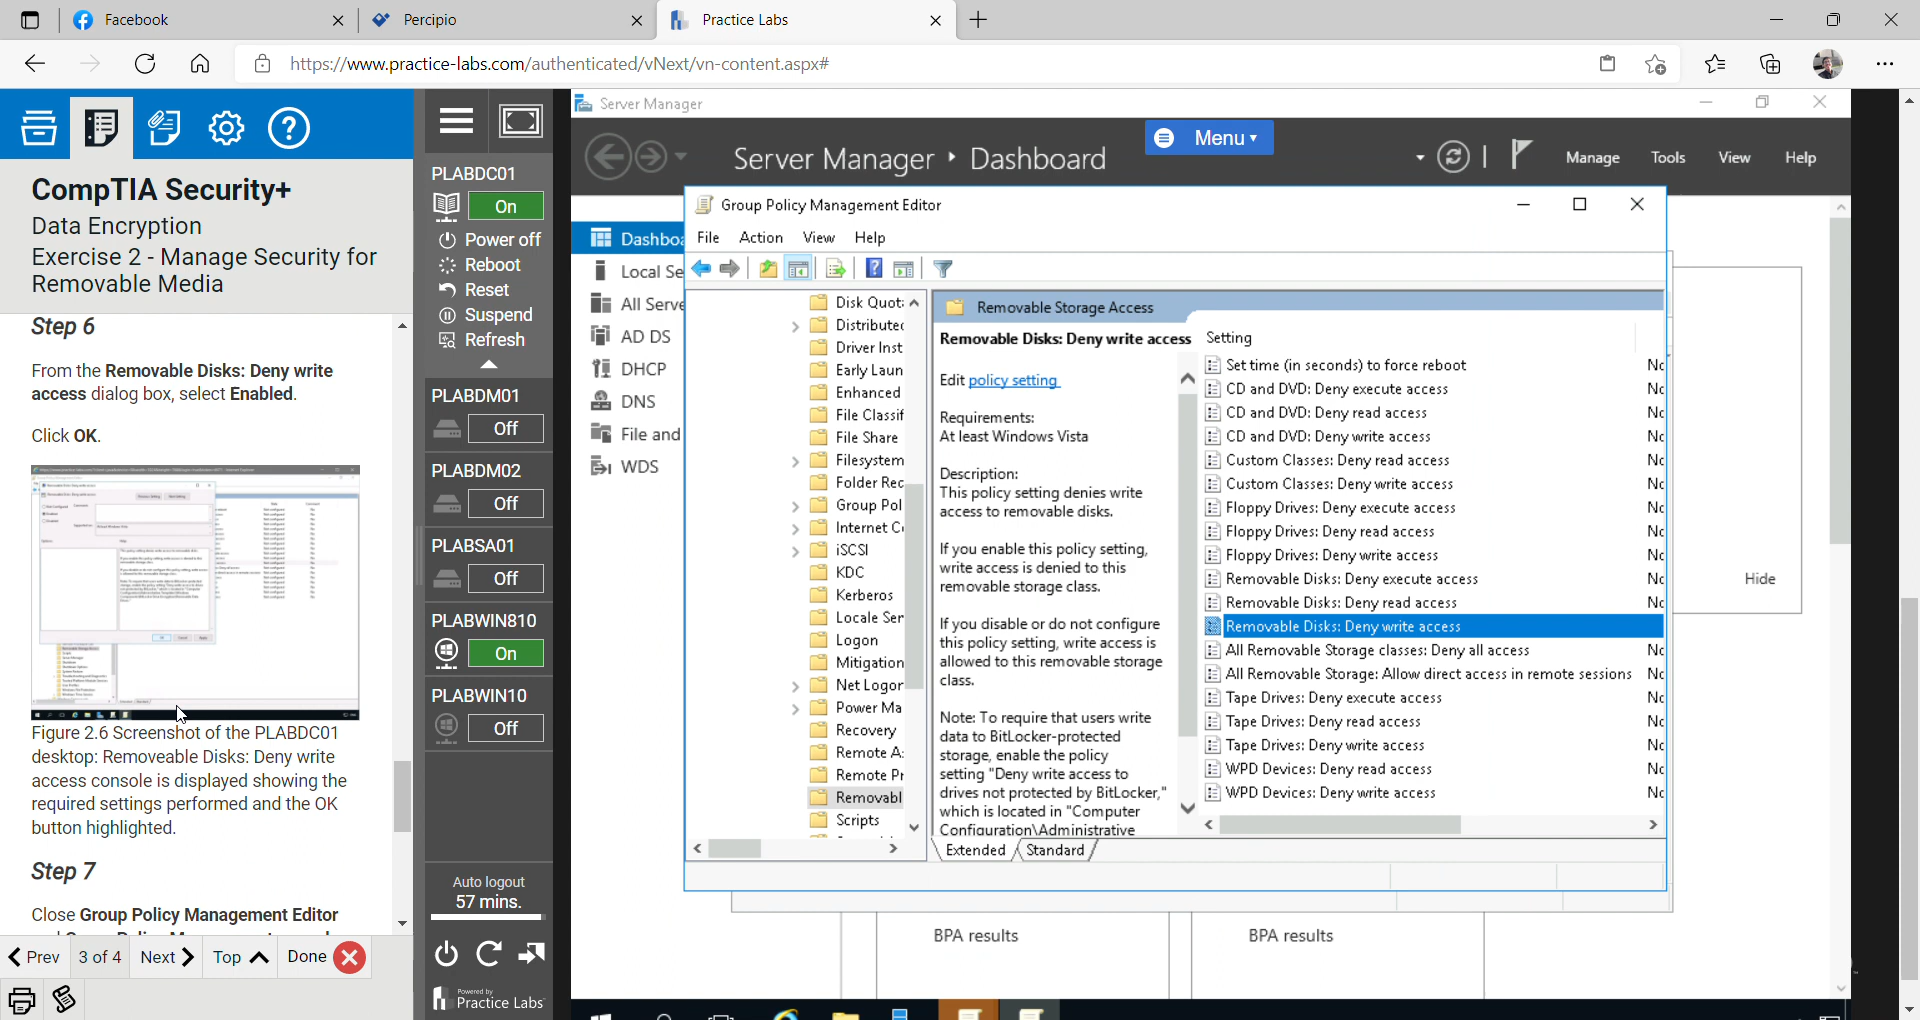 Facebook
Percipio
Practice Labs
https://www.practice-labs.com/authenticated/vNext/vn-content.aspx#
CompTIA Security+
Data Encryption
Exercise 2 - Manage Security for
Removable Media
Step 6
From the Removable Disks: Deny write
access dialog box, select Enabled.
Click OK.
Figure 2.6 Screenshot of the PLABDC01
desktop: Removeable Disks: Deny write
access console is displayed showing the
required settings performed and the OK
button highlighted.
Step 7
Close Group Policy Management Editor
Prev
3 of 4
Next
Top
Done
PLABDC01
On
Power off
Reboot
Reset
Suspend
Refresh
PLABDM01
Off
PLABDM02
Off
PLABSA01
Off
PLABWIN810
On
PLABWIN10
Off
Auto logout
57 mins.
Powered by
Practice Labs
Server Manager
Server Manager ‣ Dashboard
Menu
Manage
Tools
View
Help
Dashboa
Local Se
All Serve
AD DS
DHCP
DNS
File and
WDS
Group Policy Management Editor
File
Action
View
Help
Disk Quota
Distributed
Driver Inst
Early Laun
Enhanced
File Classif
File Share
Filesystem
Folder Rec
Group Pol
Internet C
iSCSI
KDC
Kerberos
Locale Ser
Logon
Mitigation
Net Logon
Power Ma
Recovery
Remote A
Remote Pr
Removabl
Scripts
Removable Storage Access
Removable Disks: Deny write access
Edit policy setting
Requirements:
At least Windows Vista
Description:
This policy setting denies write
access to removable disks.
If you enable this policy setting,
write access is denied to this
removable storage class.
If you disable or do not configure
this policy setting, write access is
allowed to this removable storage
class.
Note: To require that users write
data to BitLocker-protected
storage, enable the policy
setting "Deny write access to
drives not protected by BitLocker,"
which is located in "Computer
Configuration\Administrative
Setting
Set time (in seconds) to force reboot
Nc
CD and DVD: Deny execute access
Nc
CD and DVD: Deny read access
Nc
CD and DVD: Deny write access
Nc
Custom Classes: Deny read access
Nc
Custom Classes: Deny write access
Nc
Floppy Drives: Deny execute access
Nc
Floppy Drives: Deny read access
Nc
Floppy Drives: Deny write access
Nc
Removable Disks: Deny execute access
Nc
Removable Disks: Deny read access
Nc
Removable Disks: Deny write access
All Removable Storage classes: Deny all access
Nc
All Removable Storage: Allow direct access in remote sessions
Nc
Tape Drives: Deny execute access
Nc
Tape Drives: Deny read access
Nc
Tape Drives: Deny write access
Nc
WPD Devices: Deny read access
Nc
WPD Devices: Deny write access
Nc
Extended
Standard
Hide
BPA results
BPA results